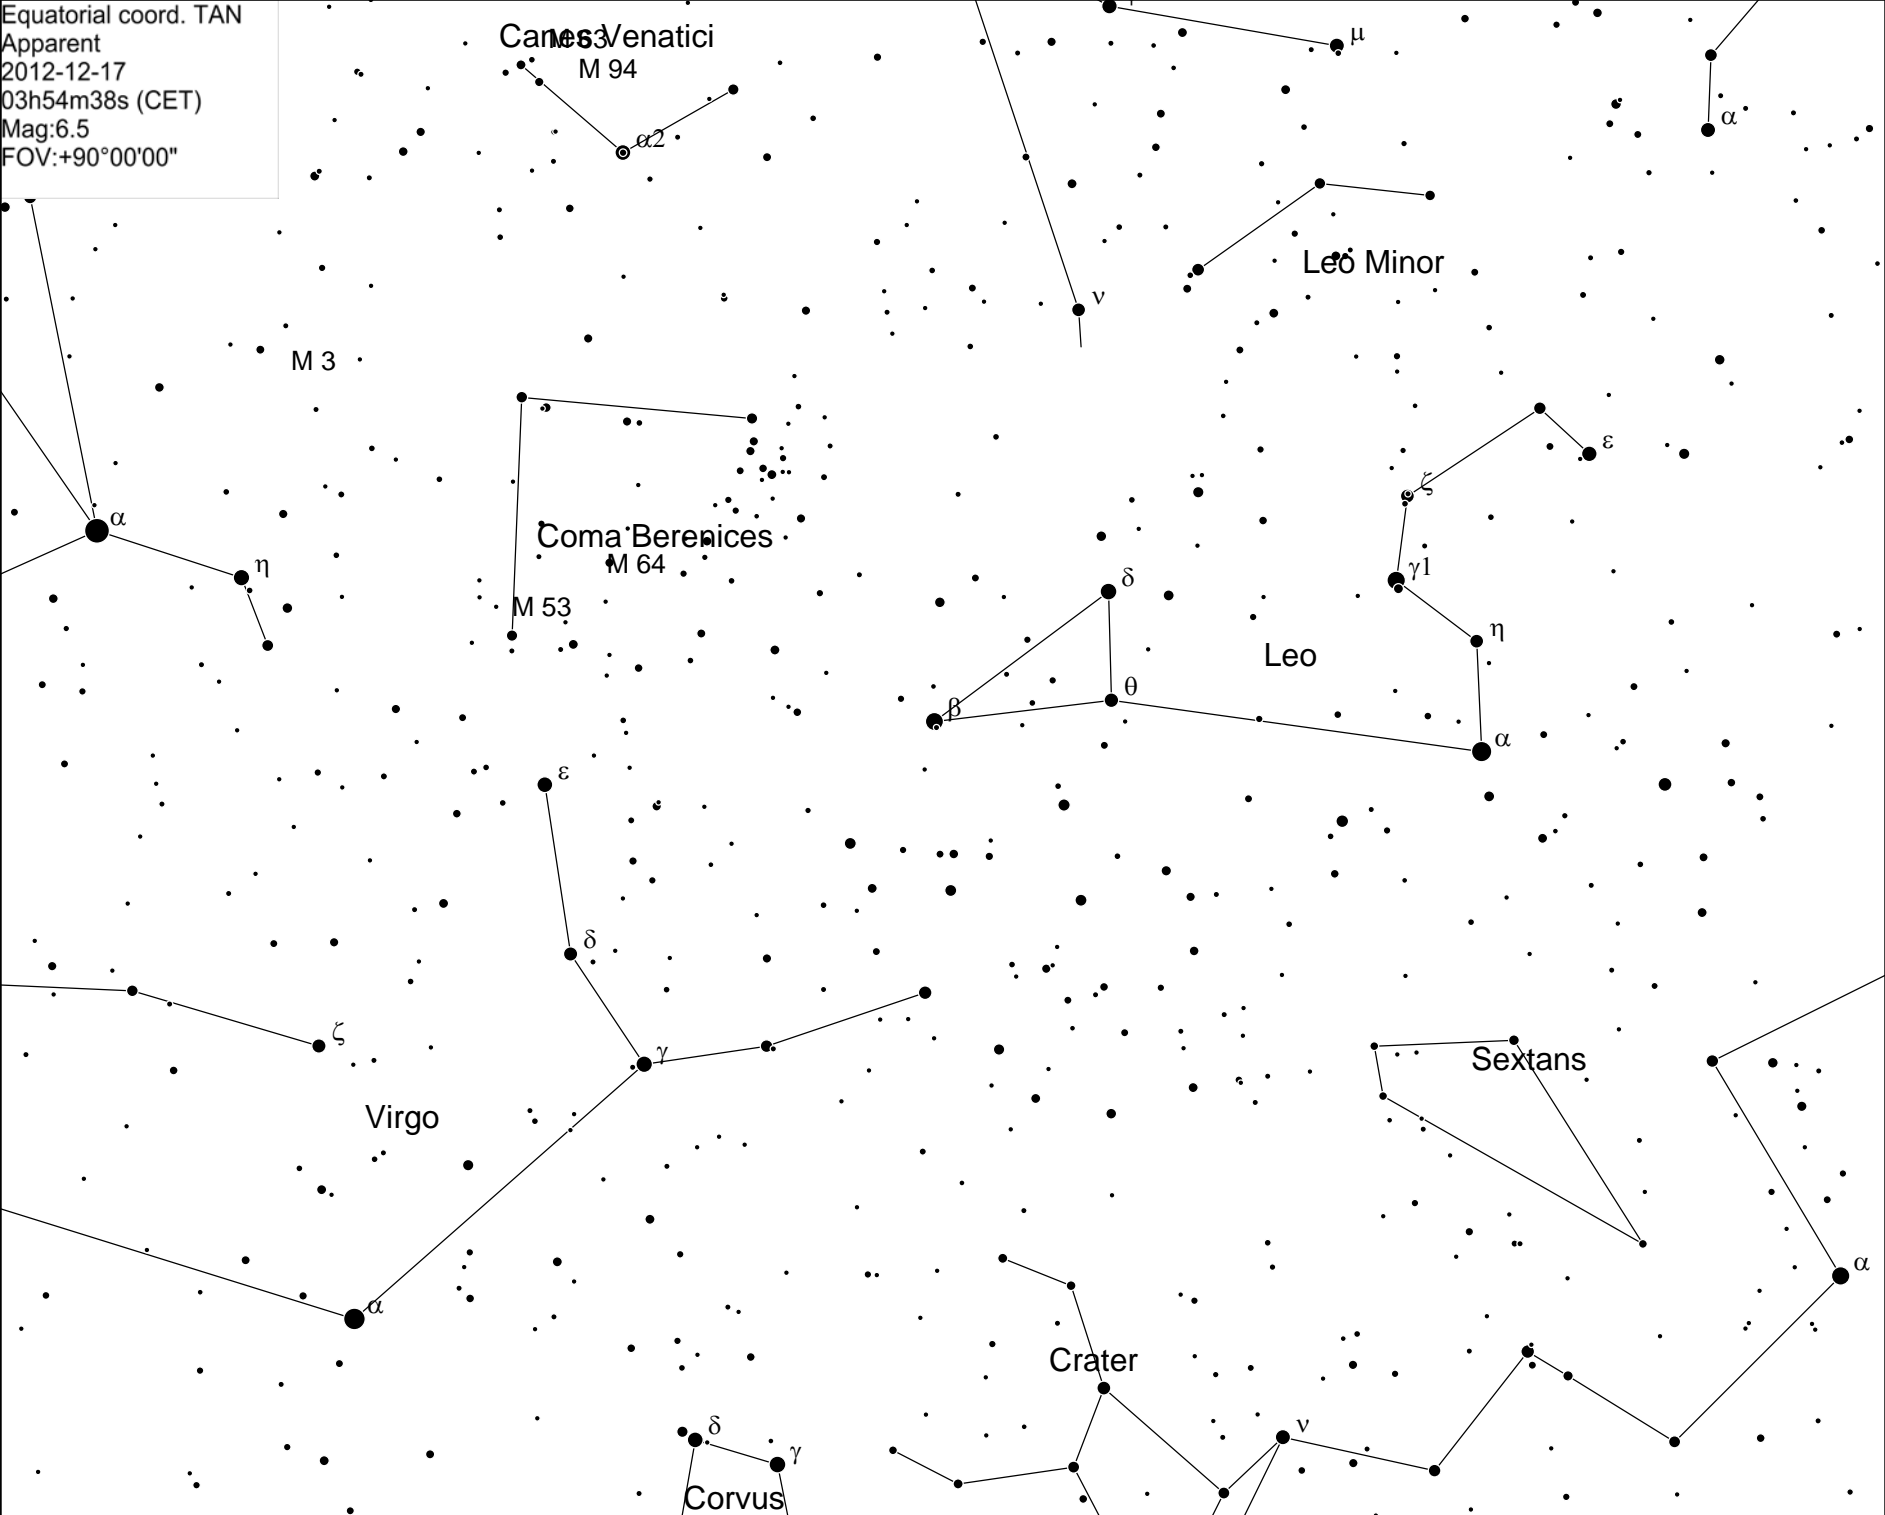 Equatorial coord. TAN
Apparent
2012-12-17
03h54m38s (CET)
Mag:6.5
FOV:+90°00'00"
Canes Venatici
M 63
M 94
α2
μ
α
ν
Leo Minor
M 3
ε
ζ
α
η
Coma Berenices
M 64
M 53
δ
γ1
η
Leo
θ
β
α
ε
δ
ζ
γ
Sextans
Virgo
α
α
Crater
δ
γ
ν
Corvus